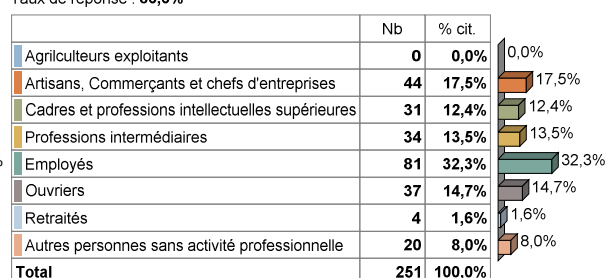 Nb % cit.
Agrilculteurs exploitants 0 0,0% 0,0%
Artisans, Commerçants et chefs d'entreprises 44 17,5% 17,5%
Cadres et professions intellectuelles supérieures 31 12,4% 12,4%
Professions intermédiaires 34 13,5% 13,5%
Employés 81 32,3% 32,3%
Ouvriers 37 14,7% 14,7%
Retraités 4 1,6% 1,6%
Autres personnes sans activité professionnelle 20 8,0% 8,0%
Total 251 100,0%